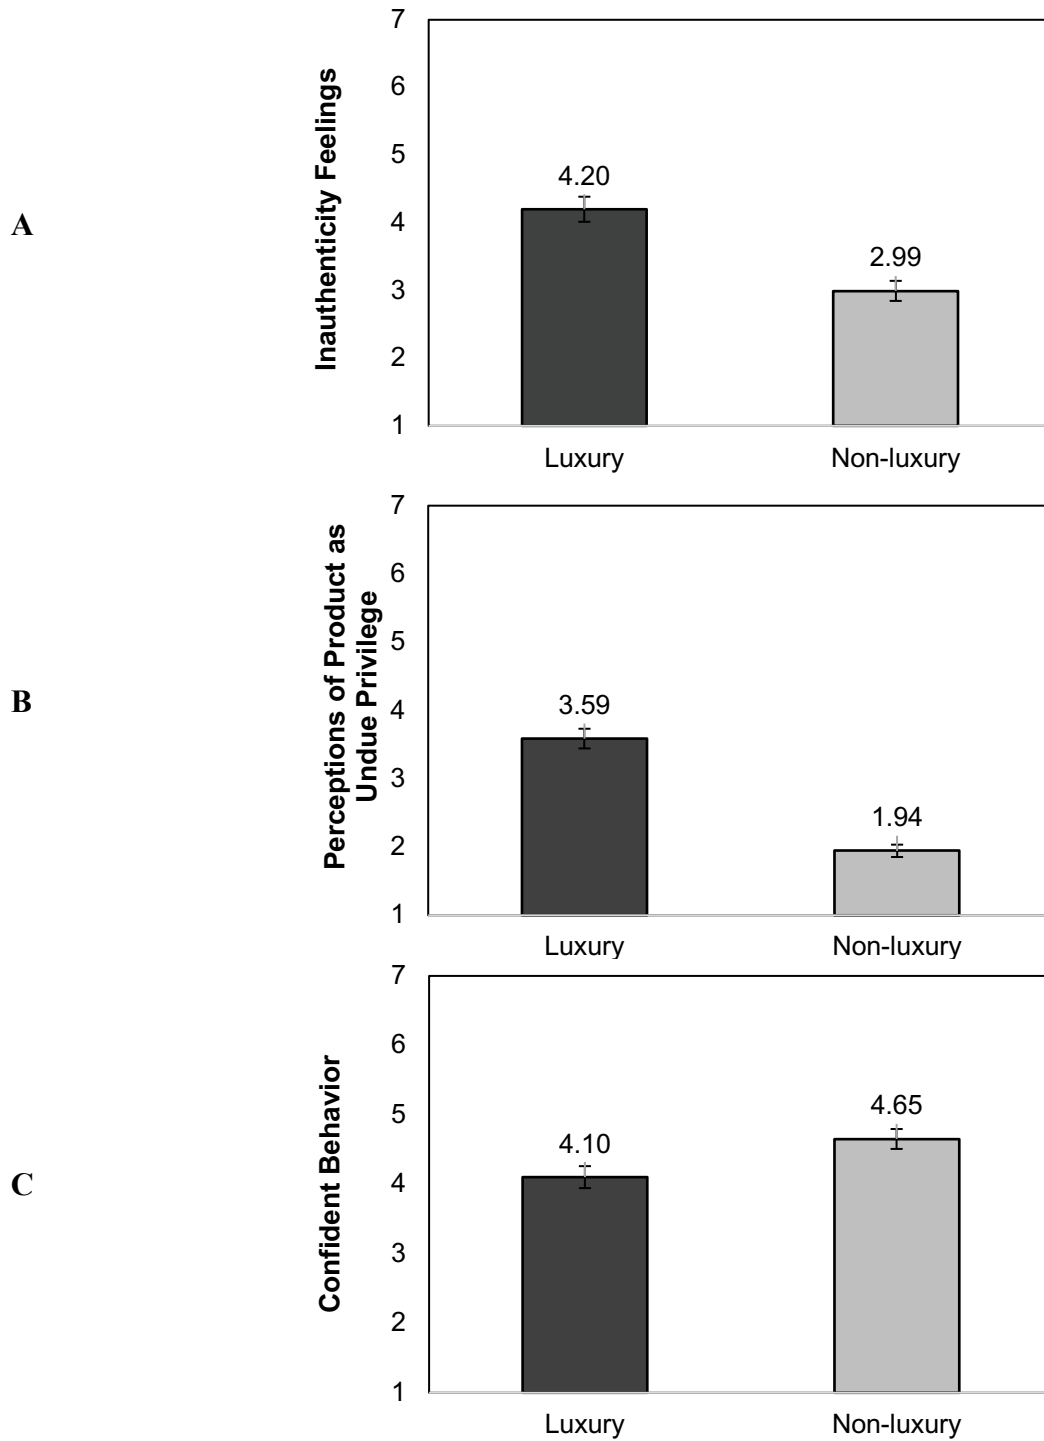 A
Inauthenticity Feelings
7
6
5
4
3
2
1
4.20
2.99
Luxury
Non-luxury
B
Perceptions of Product as
Undue Privilege
7
6
5
4
3
2
1
3.59
1.94
Luxury
Non-luxury
C
Confident Behavior
7
6
5
4
3
2
1
4.10
4.65
Luxury
Non-luxury